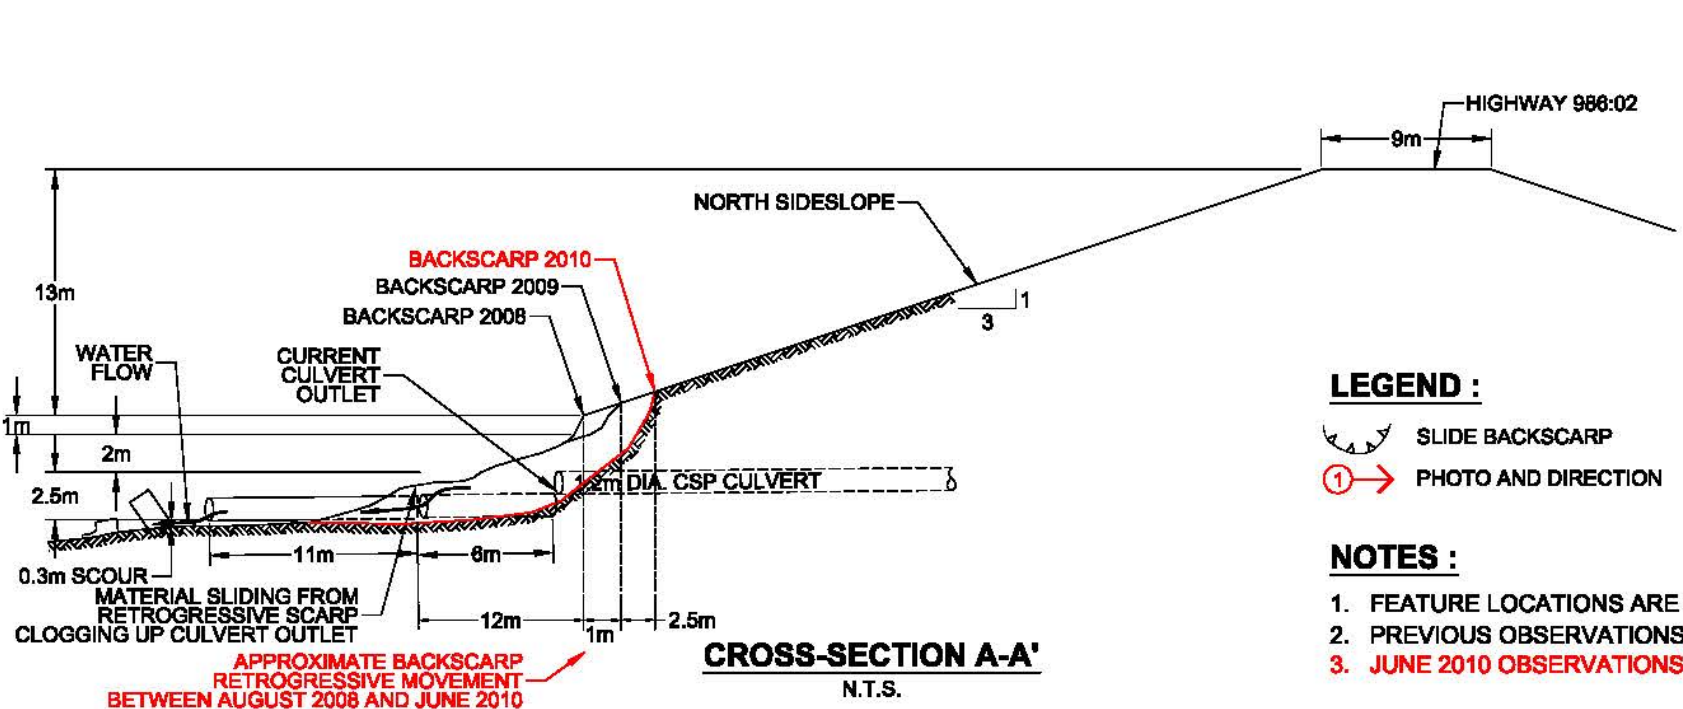 HIGHWAY 986:02
9m
NORTH SIDESLOPE
BACKSCARP 2010
BACKSCARP 2009
BACKSCARP 2008
13m
1
3
WATER
FLOW
CURRENT
CULVERT
OUTLET
1m
2m
2.5m
1.2m DIA. CSP CULVERT
11m
6m
0.3m SCOUR
MATERIAL SLIDING FROM
RETROGRESSIVE SCARP
CLOGGING UP CULVERT OUTLET
12m
1m
2.5m
APPROXIMATE BACKSCARP
RETROGRESSIVE MOVEMENT
BETWEEN AUGUST 2008 AND JUNE 2010
CROSS-SECTION A-A'
N.T.S.
LEGEND :
SLIDE BACKSCARP
1 PHOTO AND DIRECTION
NOTES :
1. FEATURE LOCATIONS ARE
2. PREVIOUS OBSERVATIONS
3. JUNE 2010 OBSERVATIONS